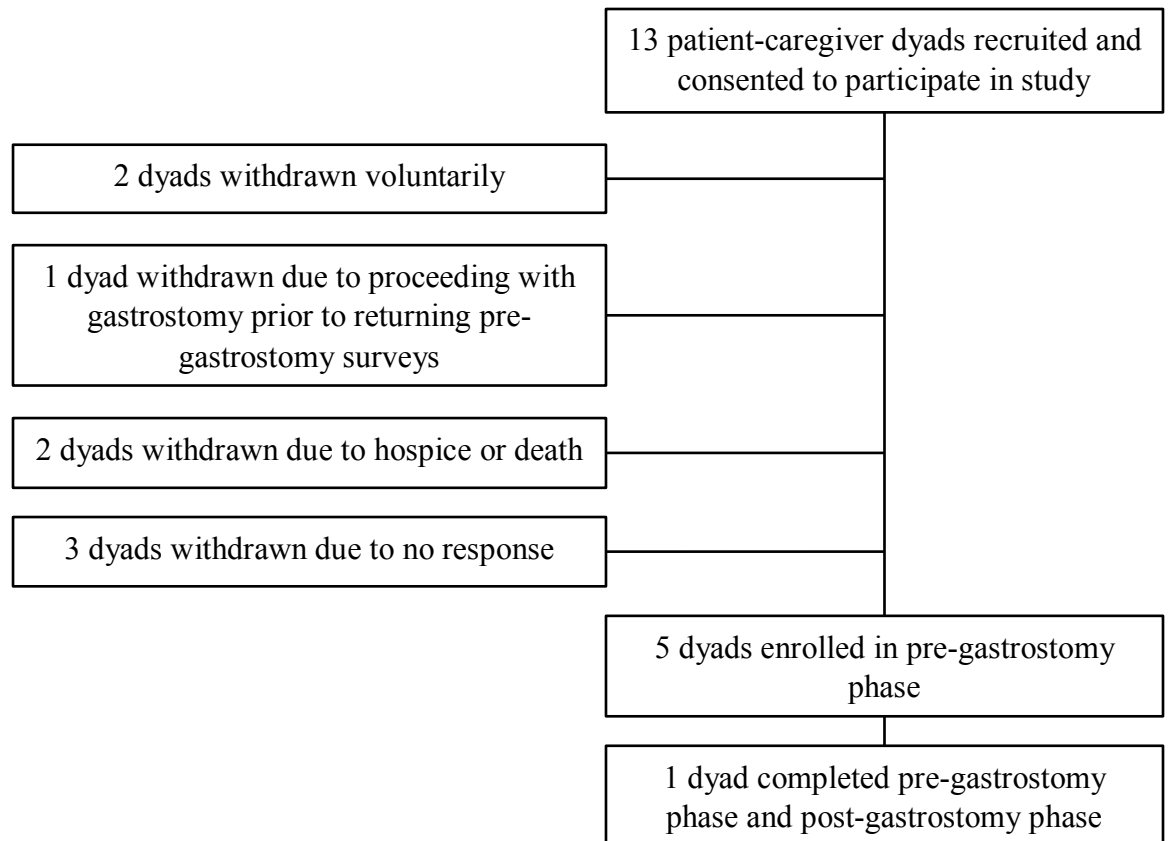 13 patient-caregiver dyads recruited and
consented to participate in study
2 dyads withdrawn voluntarily
1 dyad withdrawn due to proceeding with
gastrostomy prior to returning pre-
gastrostomy surveys
2 dyads withdrawn due to hospice or death
3 dyads withdrawn due to no response
5 dyads enrolled in pre-gastrostomy
phase
1 dyad completed pre-gastrostomy
phase and post-gastrostomy phase